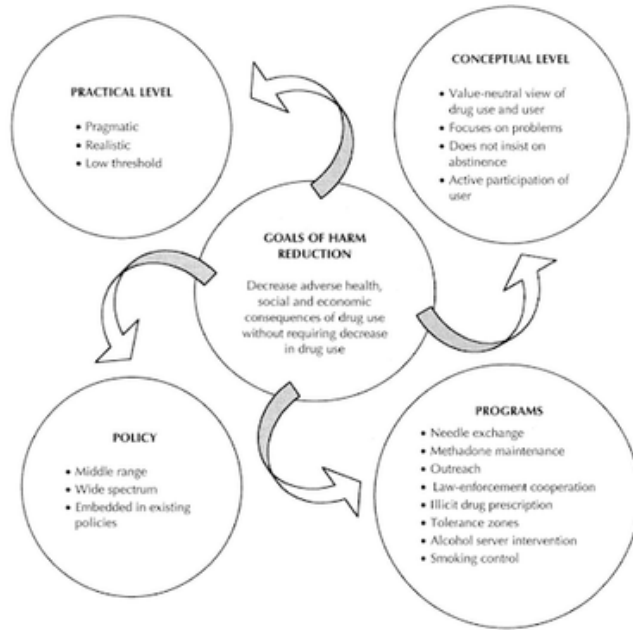 PRACTICAL LEVEL
• Pragmatic
• Realistic
• Low threshold
CONCEPTUAL LEVEL
• Value-neutral view of
drug use and user
• Focuses on problems
• Does not insist on
abstinence
• Active participation of
user
GOALS OF HARM
REDUCTION
Decrease adverse health,
social and economic
consequences of drug use
without requiring decrease
in drug use
POLICY
• Middle range
• Wide spectrum
• Embedded in existing
policies
PROGRAMS
• Needle exchange
• Methadone maintenance
• Outreach
• Law-enforcement cooperation
• Illicit drug prescription
• Tolerance zones
• Alcohol server intervention
• Smoking control